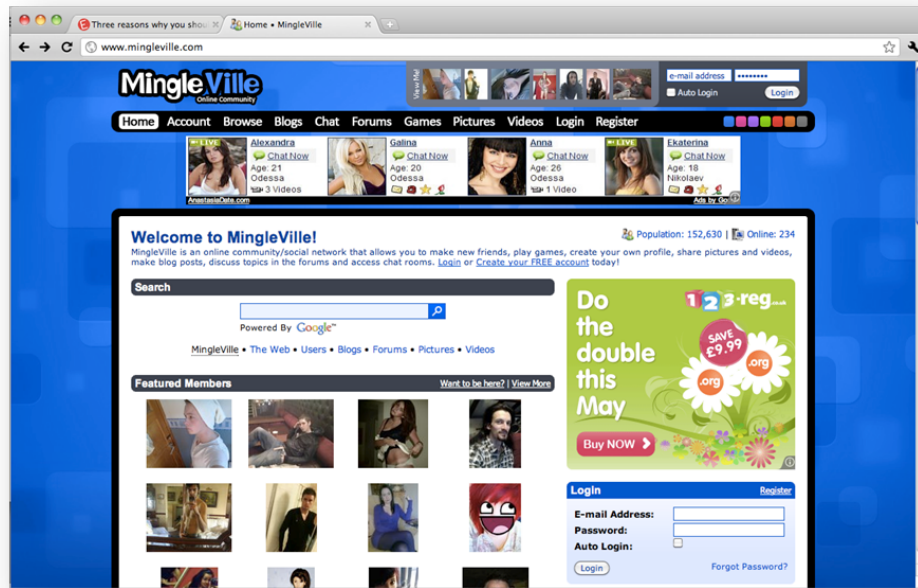 Three reasons why you shou
Home • MingleVille
www.mingleville.com
MingleVille
Online Community
View Me!
e-mail address
Auto Login
Login
Home Account Browse Blogs Chat Forums Games Pictures Videos Login Register
LIVE
Alexandra
Chat Now
Age: 21
Odessa
3 Videos
Galina
Chat Now
Age: 20
Odessa
Anna
Chat Now
Age: 26
Odessa
1 Video
LIVE
Ekaterina
Chat Now
Age: 18
Nikolaev
AnastasiaDate.com
Ads by Goo
Welcome to MingleVille!
Population: 152,630 | Online: 234
MingleVille is an online community/social network that allows you to make new friends, play games, create your own profile, share pictures and videos,
make blog posts, discuss topics in the forums and access chat rooms. Login or Create your FREE account today!
Search
Powered By Google™
MingleVille • The Web • Users • Blogs • Forums • Pictures • Videos
Featured Members
Want to be here? | View More
Do
the
double
this
May
123-reg.co.uk
SAVE
£9.99
.org
.org
Buy NOW
Login
Register
E-mail Address:
Password:
Auto Login:
Login
Forgot Password?